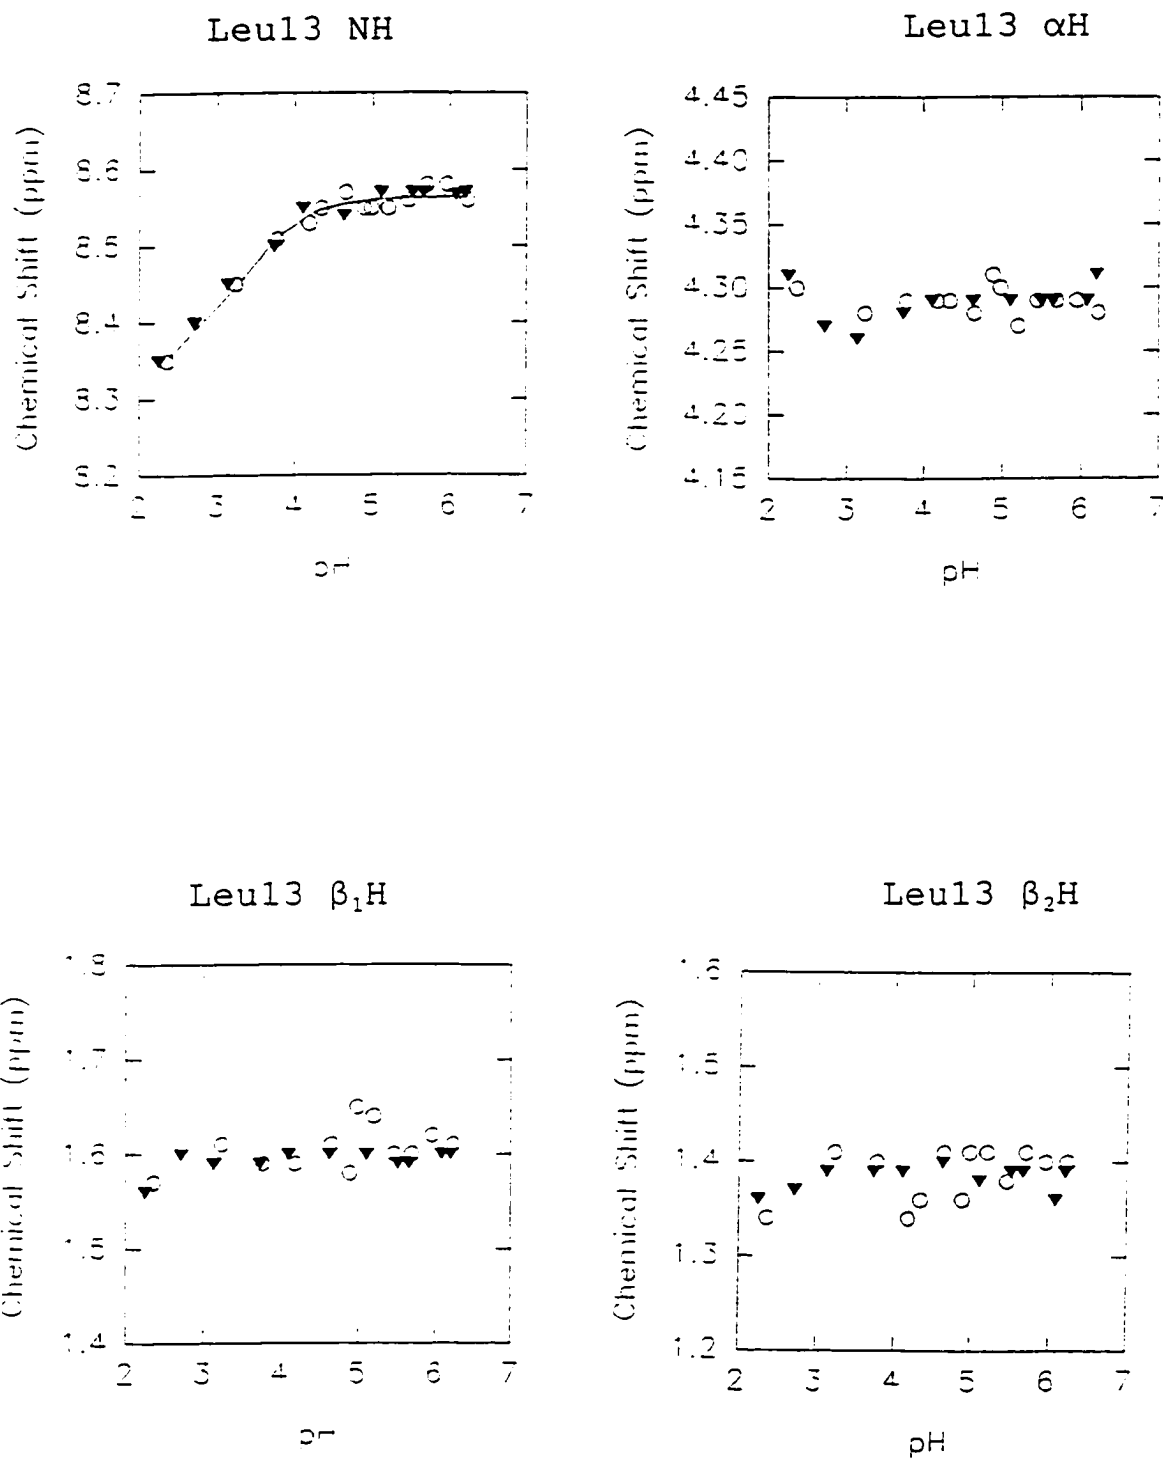 Leu13 NH
Chemical Shift (ppm)
8.7
8.6
8.5
8.4
8.3
8.2
2 3 4 5 6 7
Leu13 αH
Chemical Shift (ppm)
4.45
4.40
4.35
4.30
4.25
4.20
4.15
2 3 4 5 6 7
pH
Leu13 β₁H
Chemical Shift (ppm)
1.8
1.7
1.6
1.5
1.4
2 3 4 5 6 7
Leu13 β₂H
Chemical Shift (ppm)
1.6
1.5
1.4
1.3
1.2
2 3 4 5 6 7
pH